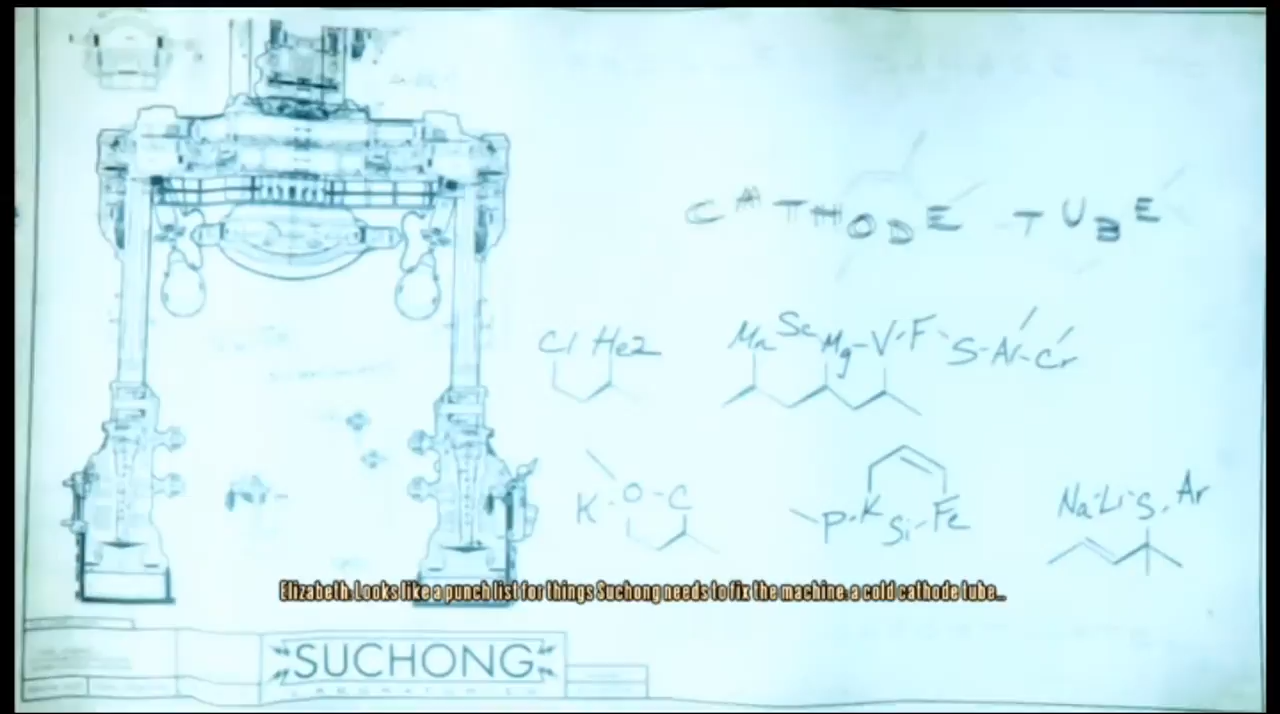 CATHODE TUBE
Cl He2
Mn Sc Mg-V-F-S-Ar-Cr
K O-C
P-K Si-Fe
Na-Li-S. Ar
Elizabeth: Looks like a punch list for things Suchong needs to fix the machine: a cold cathode tube...
SUCHONG